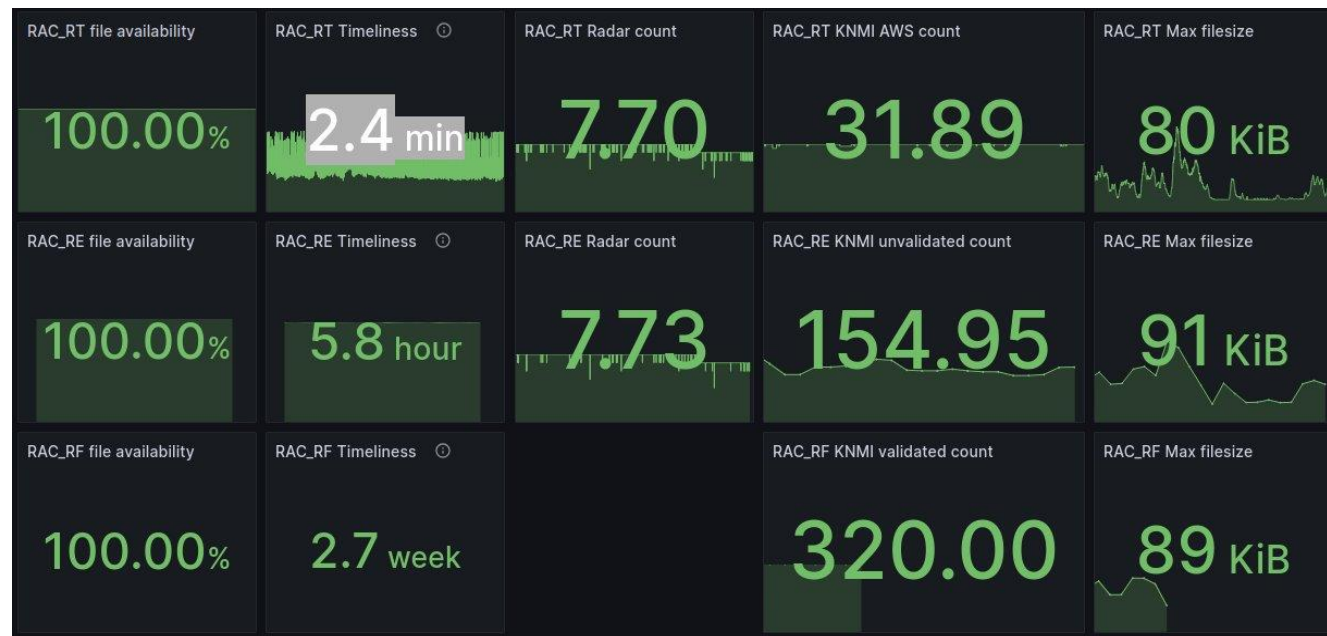 RAC_RT file availability
100.00%
RAC_RT Timeliness
2.4 min
RAC_RT Radar count
7.70
RAC_RT KNMI AWS count
31.89
RAC_RT Max filesize
80 KiB
RAC_RE file availability
100.00%
RAC_RE Timeliness
5.8 hour
RAC_RE Radar count
7.73
RAC_RE KNMI unvalidated count
154.95
RAC_RE Max filesize
91 KiB
RAC_RF file availability
100.00%
RAC_RF Timeliness
2.7 week
RAC_RF KNMI validated count
320.00
RAC_RF Max filesize
89 KiB